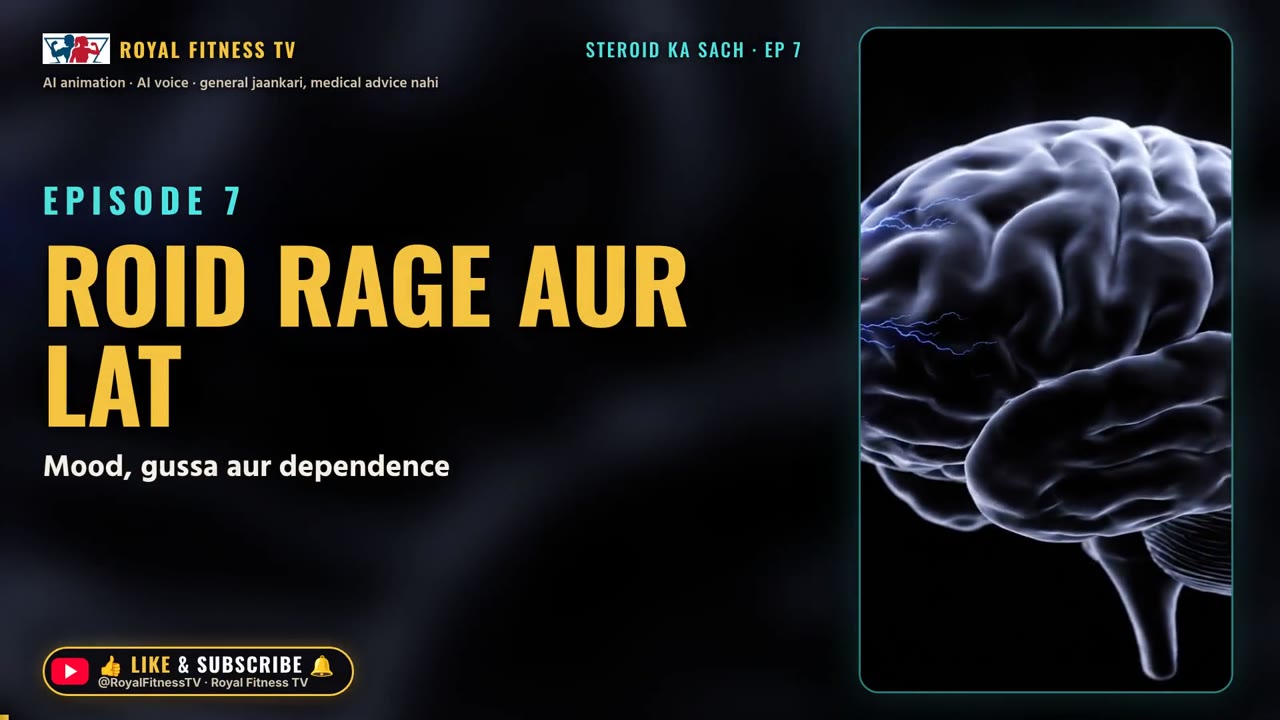 ROYAL FITNESS TV
STEROID KA SACH · EP 7
AI animation · AI voice · general jaankari, medical advice nahi
EPISODE 7
ROID RAGE AUR
LAT
Mood, gussa aur dependence
👍 LIKE & SUBSCRIBE 🔔
@RoyalFitnessTV · Royal Fitness TV